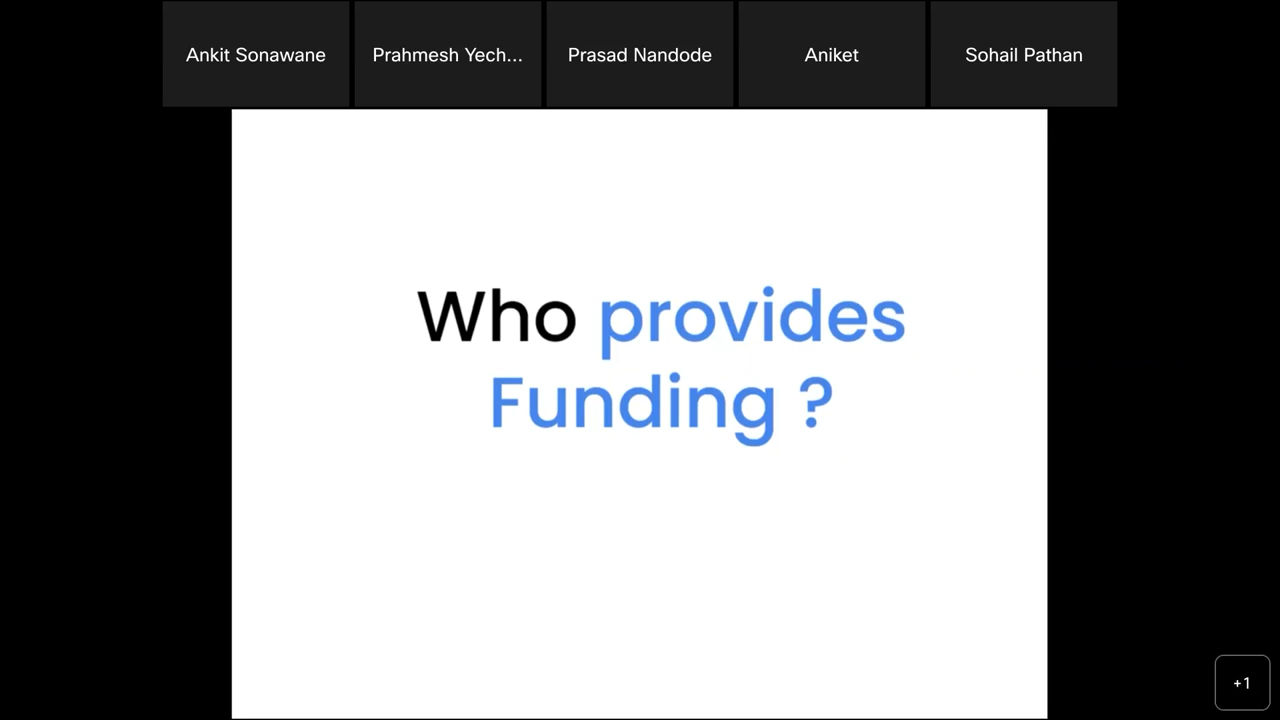 Ankit Sonawane
Prahmesh Yech...
Prasad Nandode
Aniket
Sohail Pathan
Who provides
Funding ?
+1